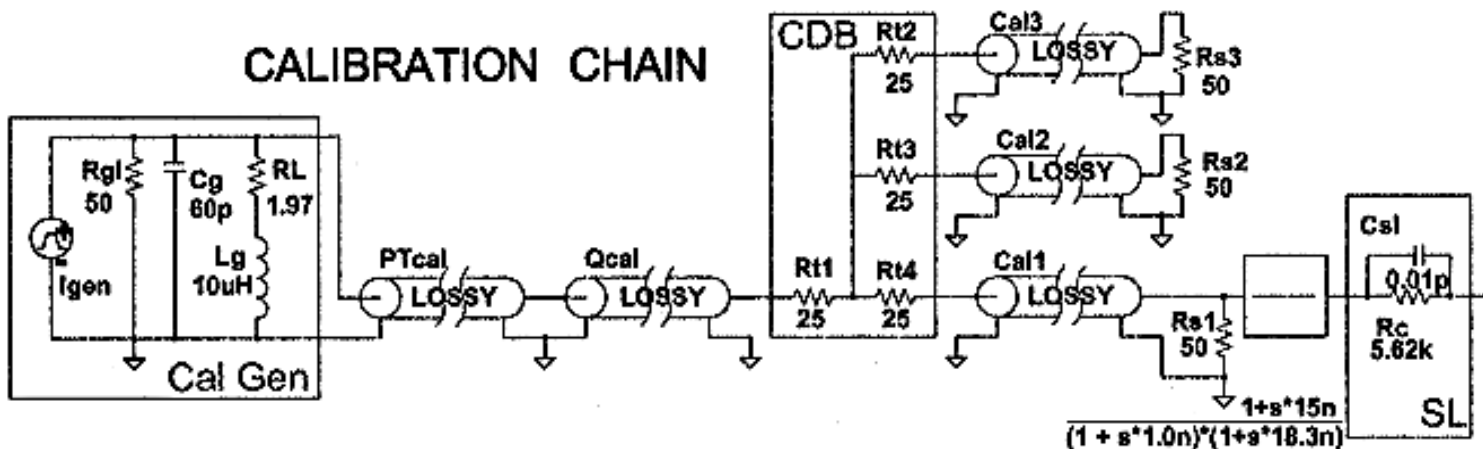 CALIBRATION CHAIN
Rgl
50
Cg
60p
RL
1.97
Lg
10uH
Igen
Cal Gen
PTcal
LOSSY
Qcal
LOSSY
CDB
Rt2
25
Rt3
25
Rt1
25
Rt4
25
Cal3
LOSSY
Rs3
50
Cal2
LOSSY
Rs2
50
Cal1
LOSSY
Rs1
50
Csl
0.01p
Rc
5.62k
SL
1+s*15n
(1 + s*1.0n)*(1+s*18.3n)